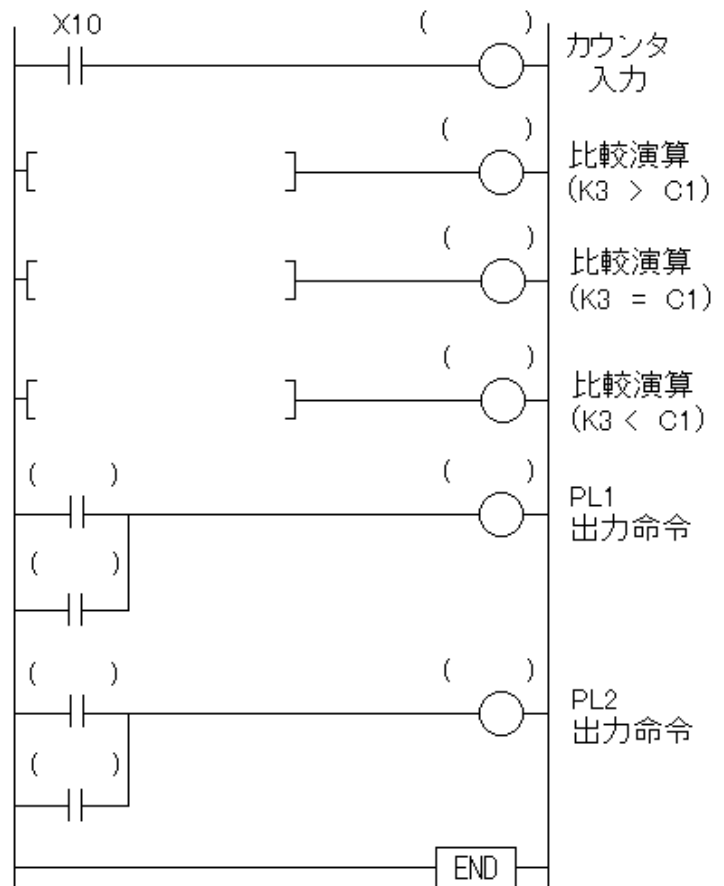 X10 ( )
カウンタ
入力
( )
[ ]
比較演算
(K3 > C1)
( )
[ ]
比較演算
(K3 = C1)
( )
[ ]
比較演算
(K3 < C1)
( ) ( )
PL1
出力命令
( )
( ) ( )
PL2
出力命令
( )
END